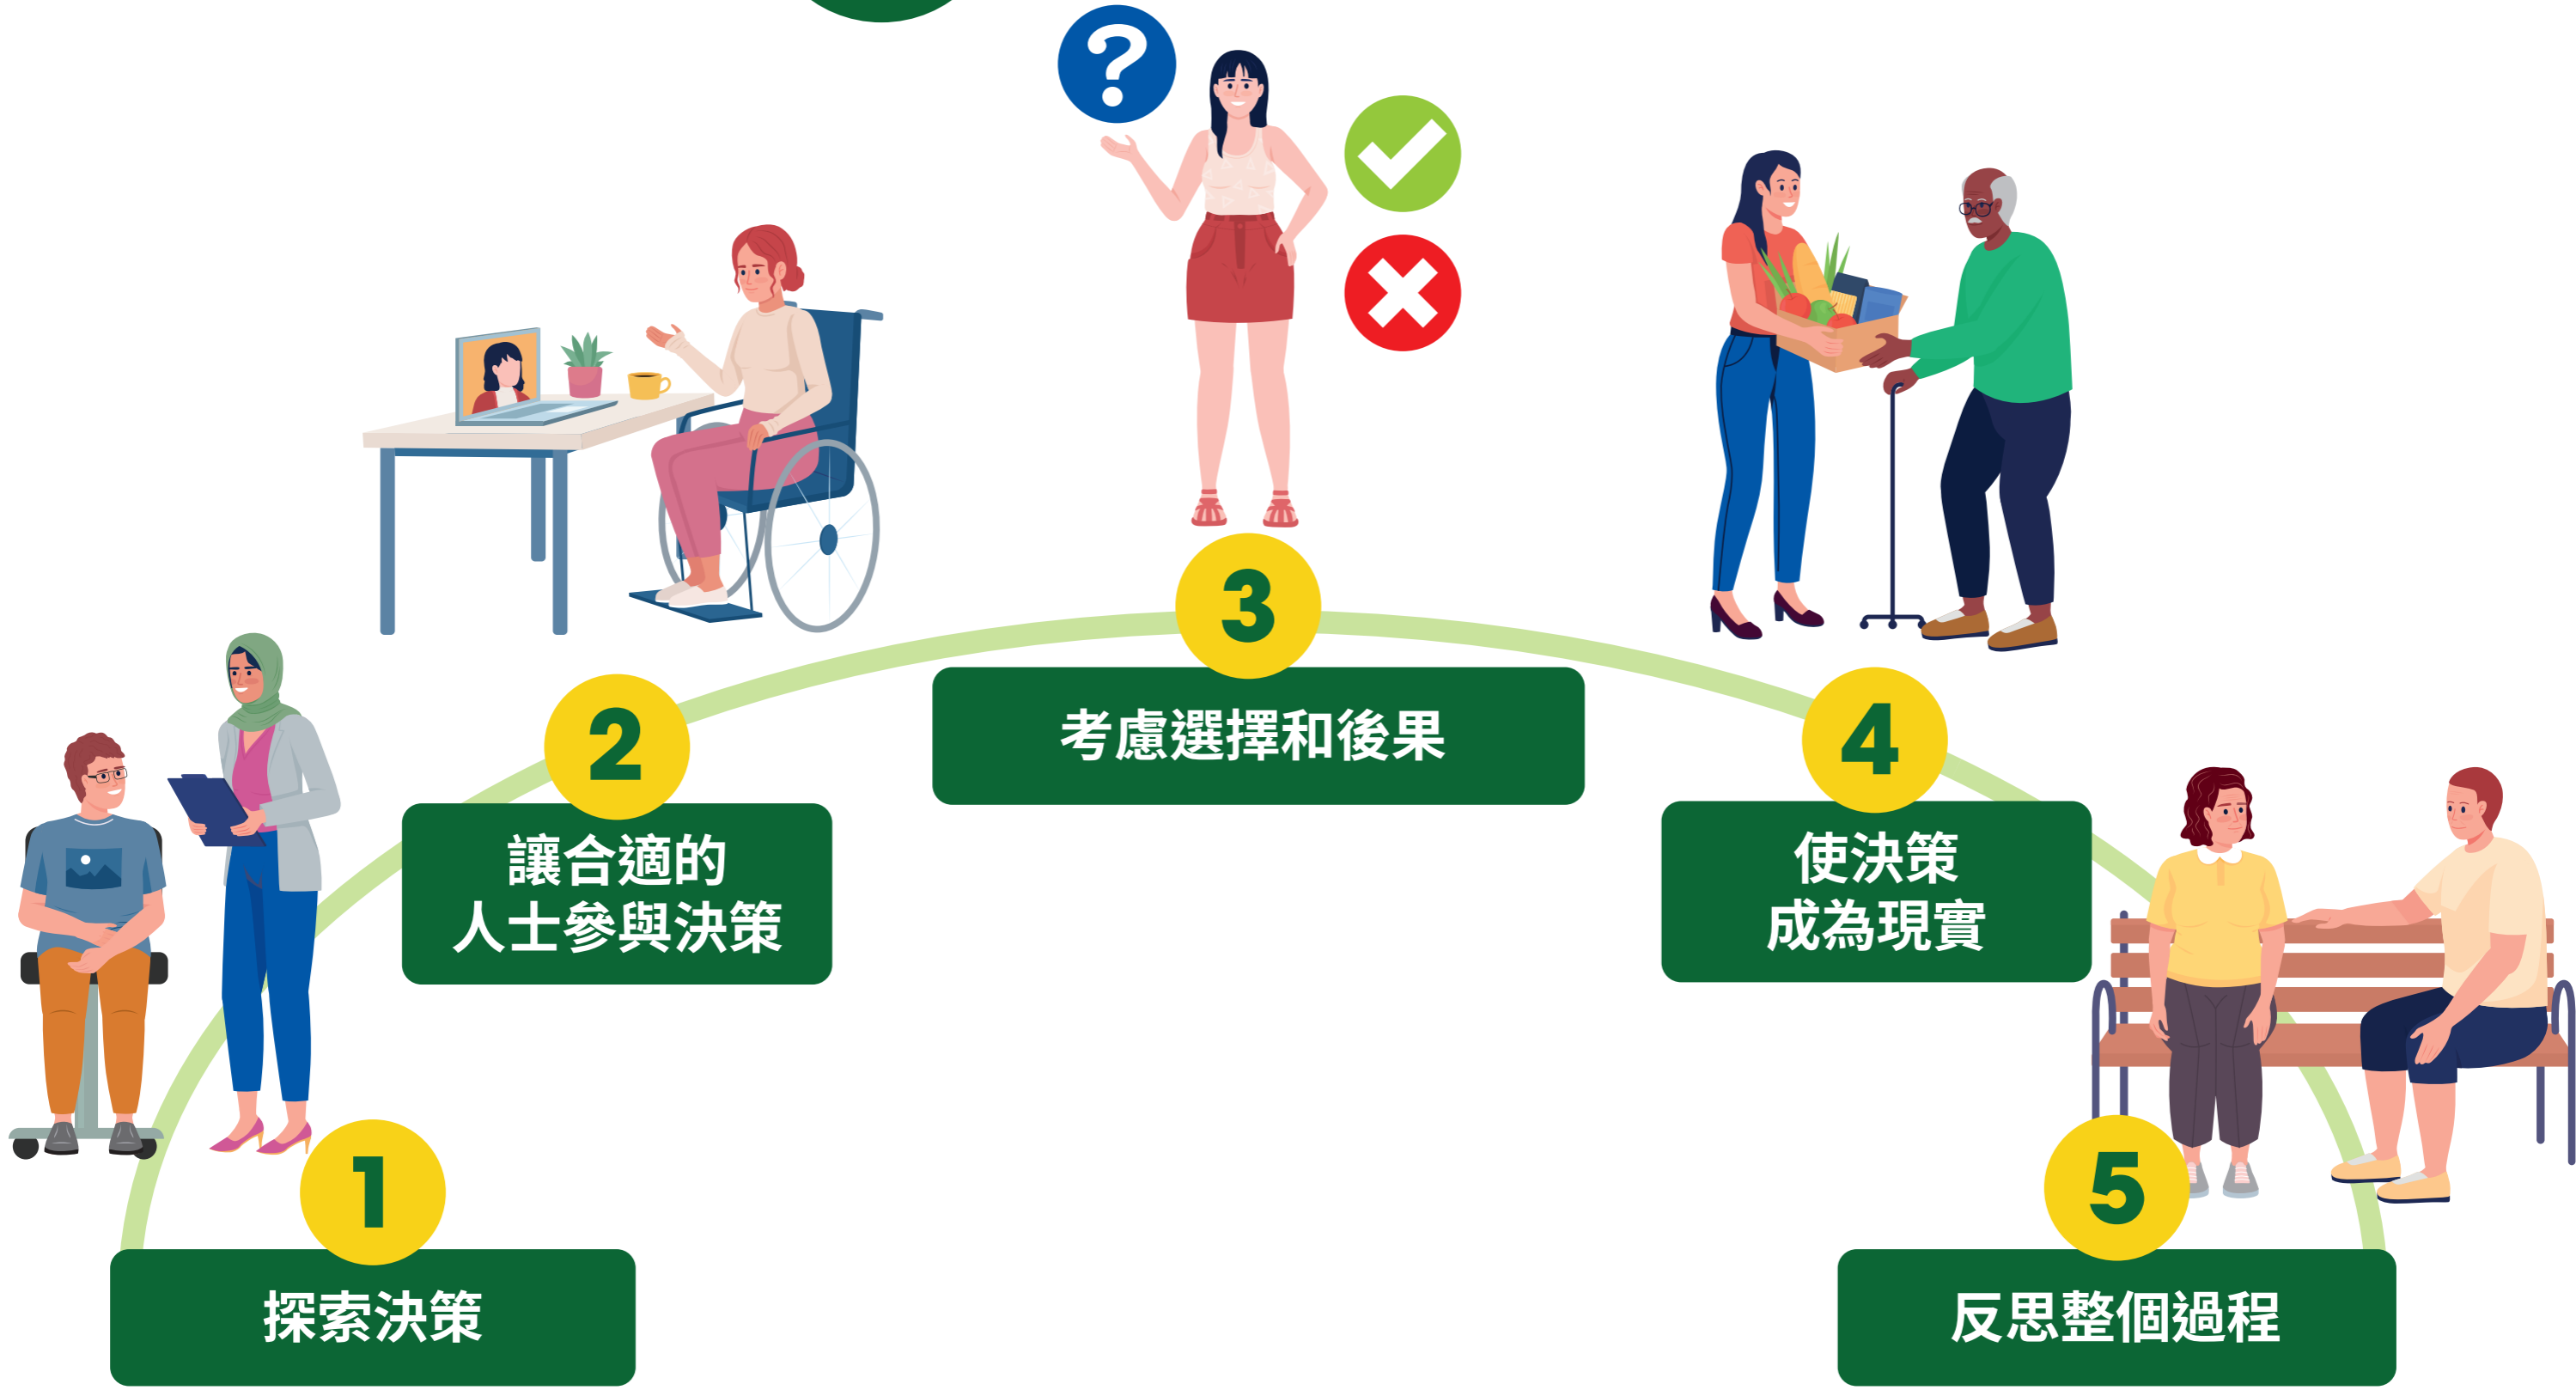 1
探索決策
2
讓合適的
人士參與決策
3
考慮選擇和後果
4
使決策
成為現實
5
反思整個過程